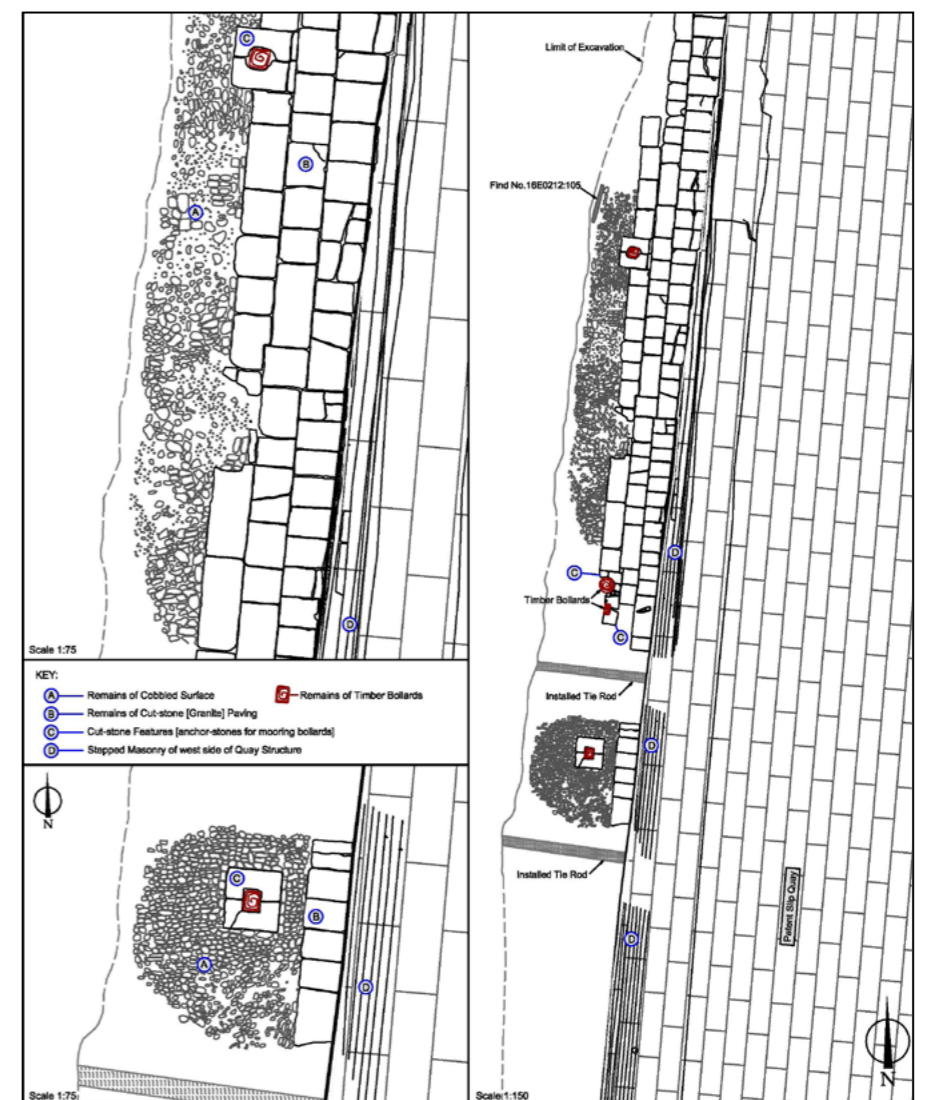 C
B
A
D
Scale 1:75
KEY:
A Remains of Cobbled Surface
Remains of Timber Bollards
B Remains of Cut-stone [Granite] Paving
C Cut-stone Features [anchor-stones for mooring bollards]
D Stepped Masonry of west side of Quay Structure
N
C
B
A
D
Scale 1:75
Limit of Excavation
Find No.16E0212:105
D
C
Timber Bollards
C
Installed Tie Rod
D
Installed Tie Rod
Patent Slip Quay
D
N
Scale:1:150